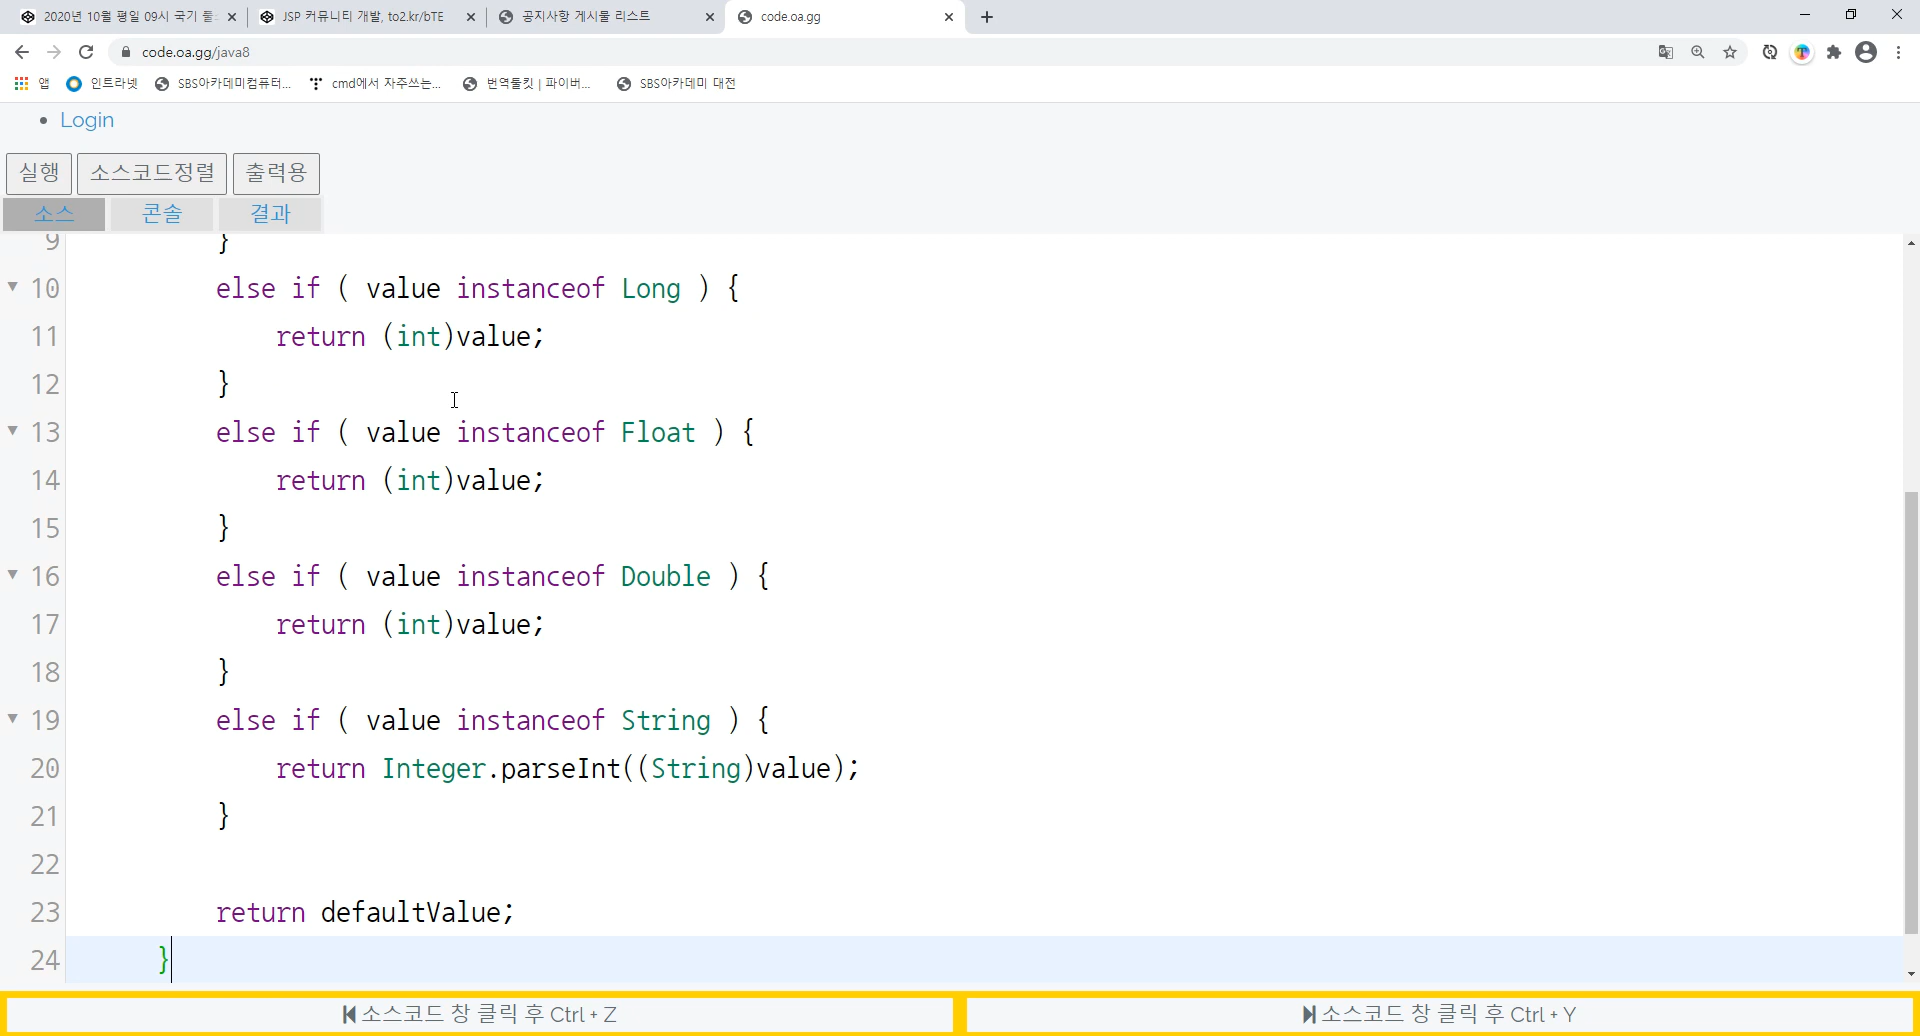 2020년 10월 평일 09시 국기
JSP 커뮤니티 개발, to2.kr/bTE
공지사항 게시물 리스트
code.oa.gg
code.oa.gg/java8
앱
인트라넷
SBS아카데미컴퓨터...
cmd에서 자주쓰는...
번역툴킷 | 파이버...
SBS아카데미 대전
Login
실행 소스코드정렬 출력용
소스 콘솔 결과
9 }
10 else if ( value instanceof Long ) {
11 return (int)value;
12 }
13 else if ( value instanceof Float ) {
14 return (int)value;
15 }
16 else if ( value instanceof Double ) {
17 return (int)value;
18 }
19 else if ( value instanceof String ) {
20 return Integer.parseInt((String)value);
21 }
22
23 return defaultValue;
24 }
소스코드 창 클릭 후 Ctrl + Z
소스코드 창 클릭 후 Ctrl + Y